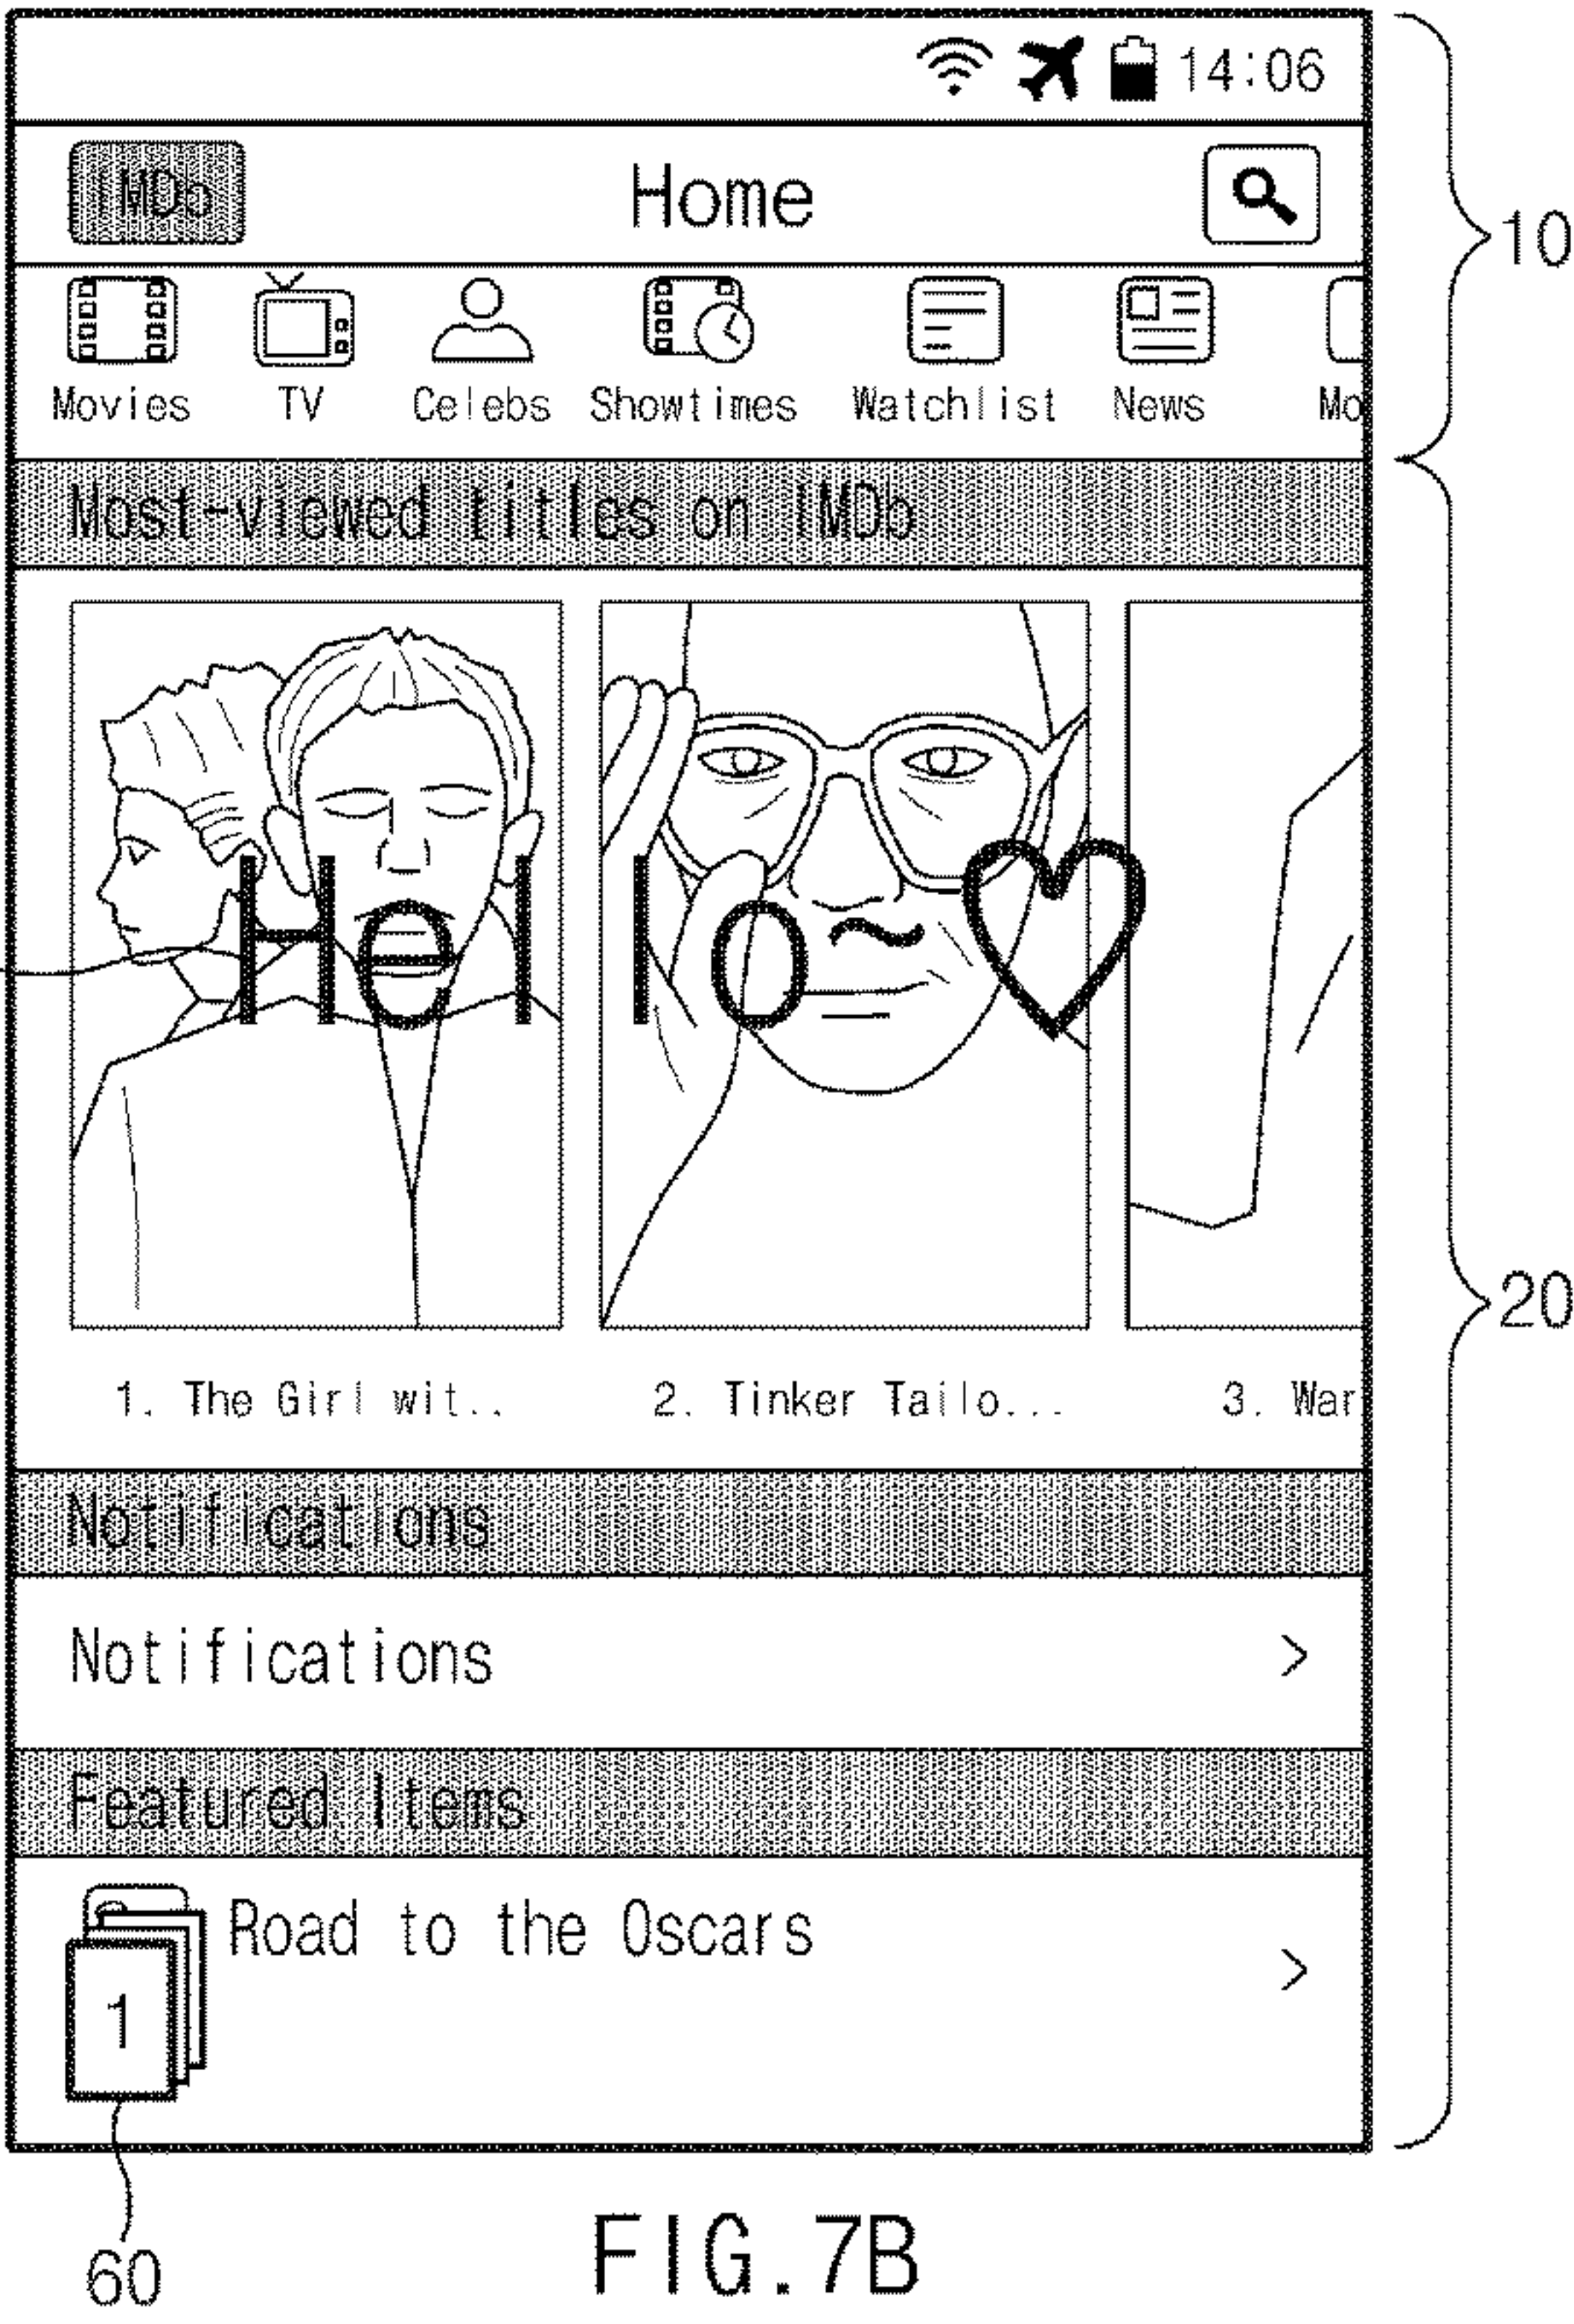 14:06
IMDb
Home
10
Movies TV Celebs Showtimes Watchlist News Mo
Most-viewed titles on IMDb
Hello~♥
20
1. The Girl wit..
2. Tinker Tailo...
3. War
Notifications
Notifications >
Featured Items
Road to the Oscars >
1
60
FIG.7B